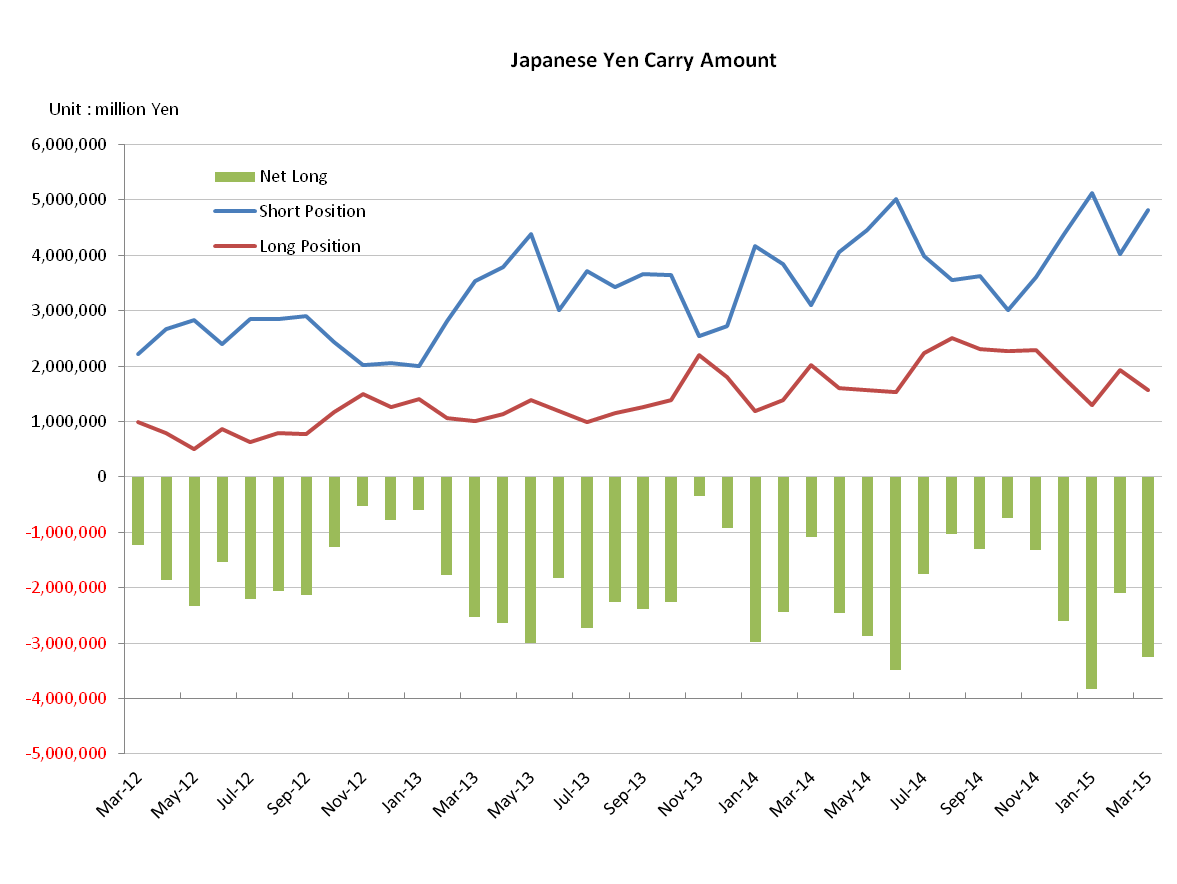 Japanese Yen Carry Amount
Unit : million Yen
6,000,000
5,000,000
4,000,000
3,000,000
2,000,000
1,000,000
0
-1,000,000
-2,000,000
-3,000,000
-4,000,000
-5,000,000
Net Long
Short Position
Long Position
Mar-12
May-12
Jul-12
Sep-12
Nov-12
Jan-13
Mar-13
May-13
Jul-13
Sep-13
Nov-13
Jan-14
Mar-14
May-14
Jul-14
Sep-14
Nov-14
Jan-15
Mar-15